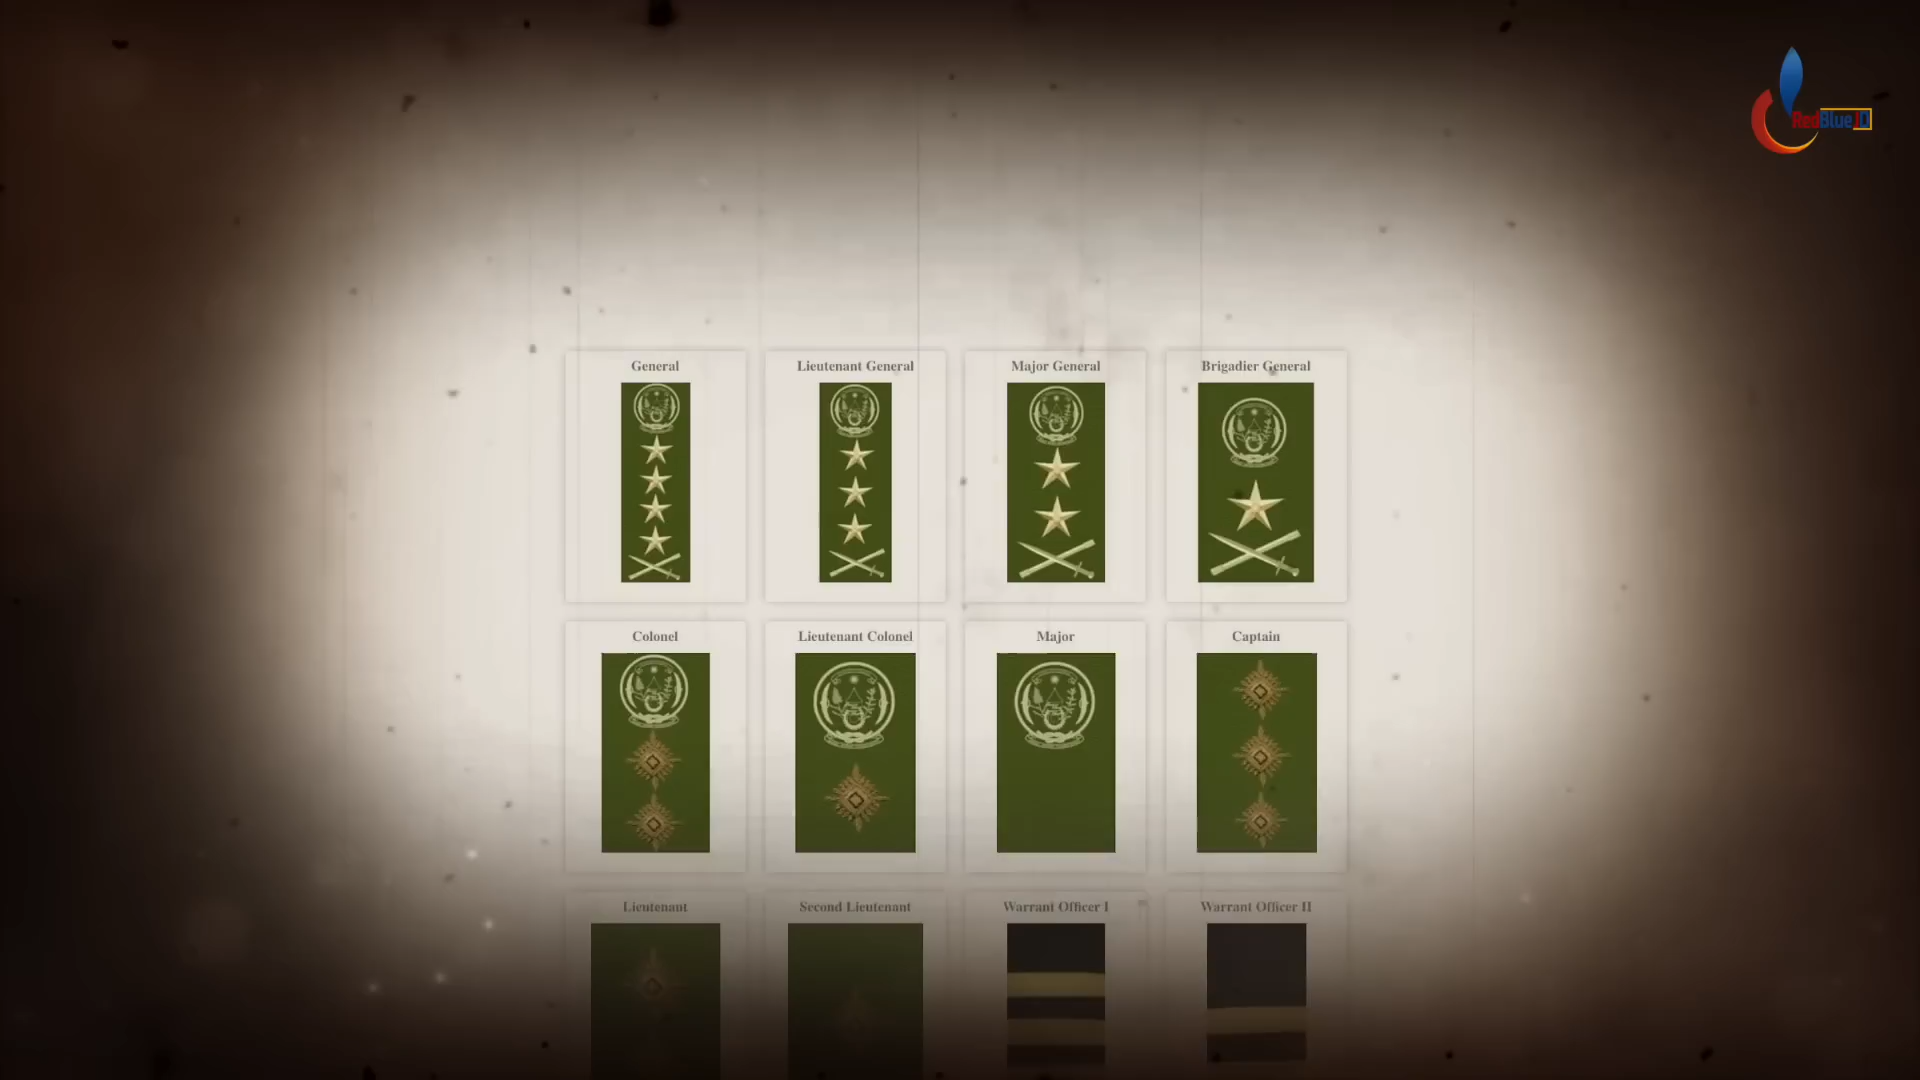 RedBlueJD
General
Lieutenant General
Major General
Brigadier General
Colonel
Lieutenant Colonel
Major
Captain
Lieutenant
Second Lieutenant
Warrant Officer I
Warrant Officer II